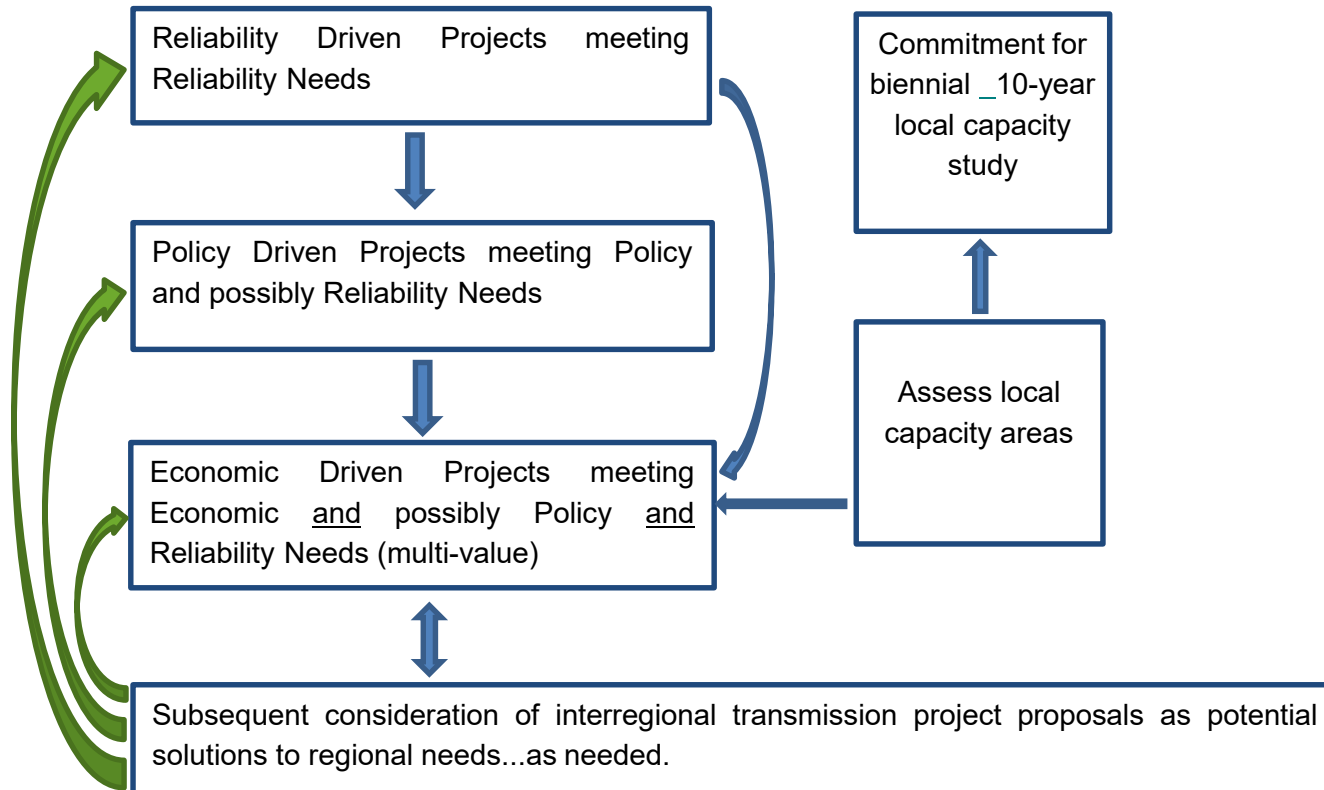 Reliability Driven Projects meeting
Reliability Needs
Commitment for
biennial _10-year
local capacity
study
Policy Driven Projects meeting Policy
and possibly Reliability Needs
Assess local
capacity areas
Economic Driven Projects meeting
Economic and possibly Policy and
Reliability Needs (multi-value)
Subsequent consideration of interregional transmission project proposals as potential
solutions to regional needs...as needed.